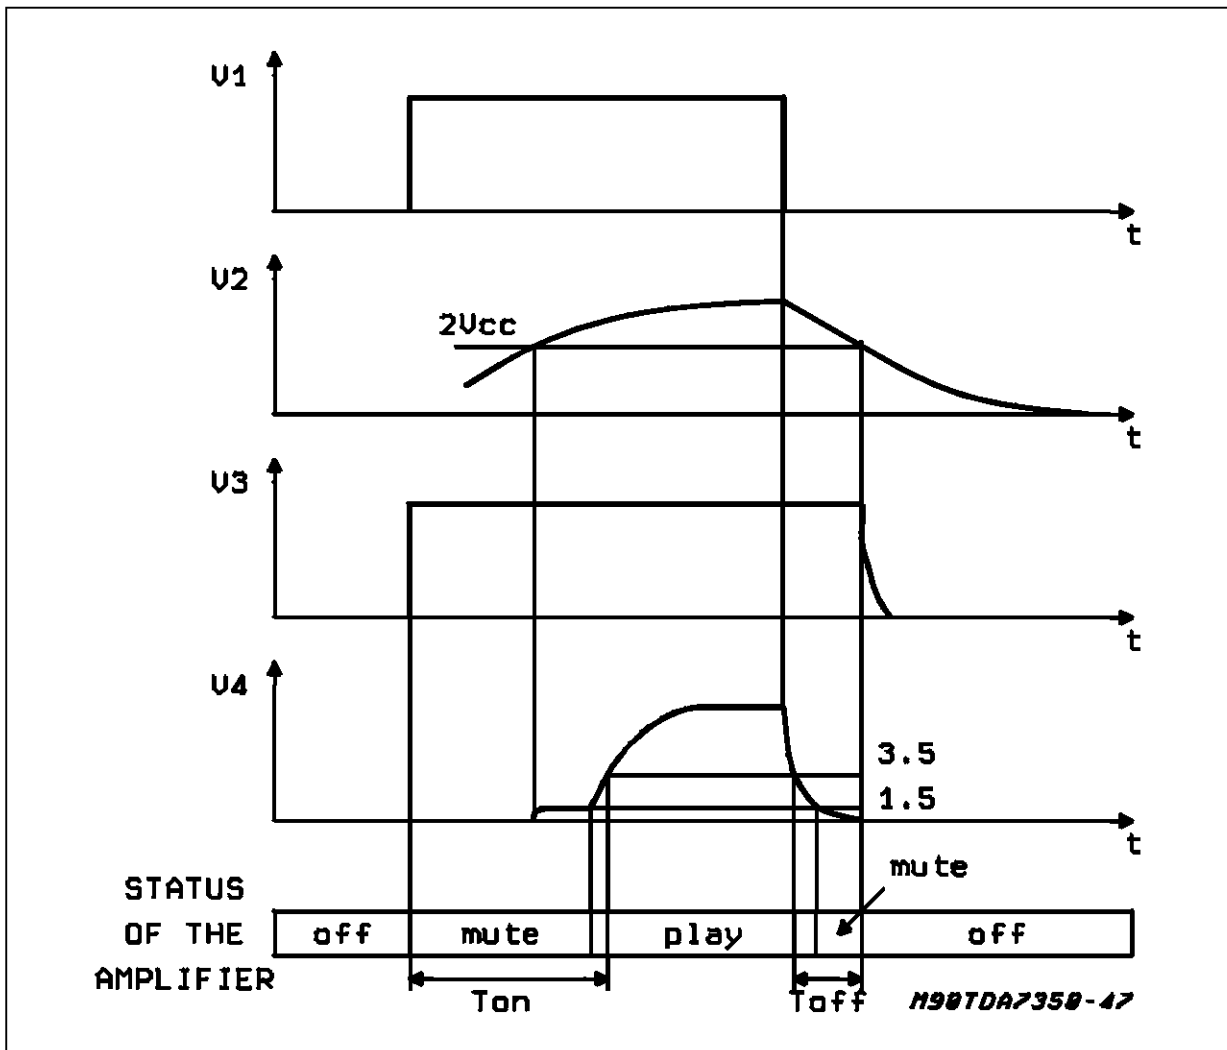 V1
t
V2
2Vcc
t
V3
t
V4
3.5
1.5
t
mute
STATUS
OF THE
AMPLIFIER
off
mute
play
off
Ton
Toff
M90TDA7350-47